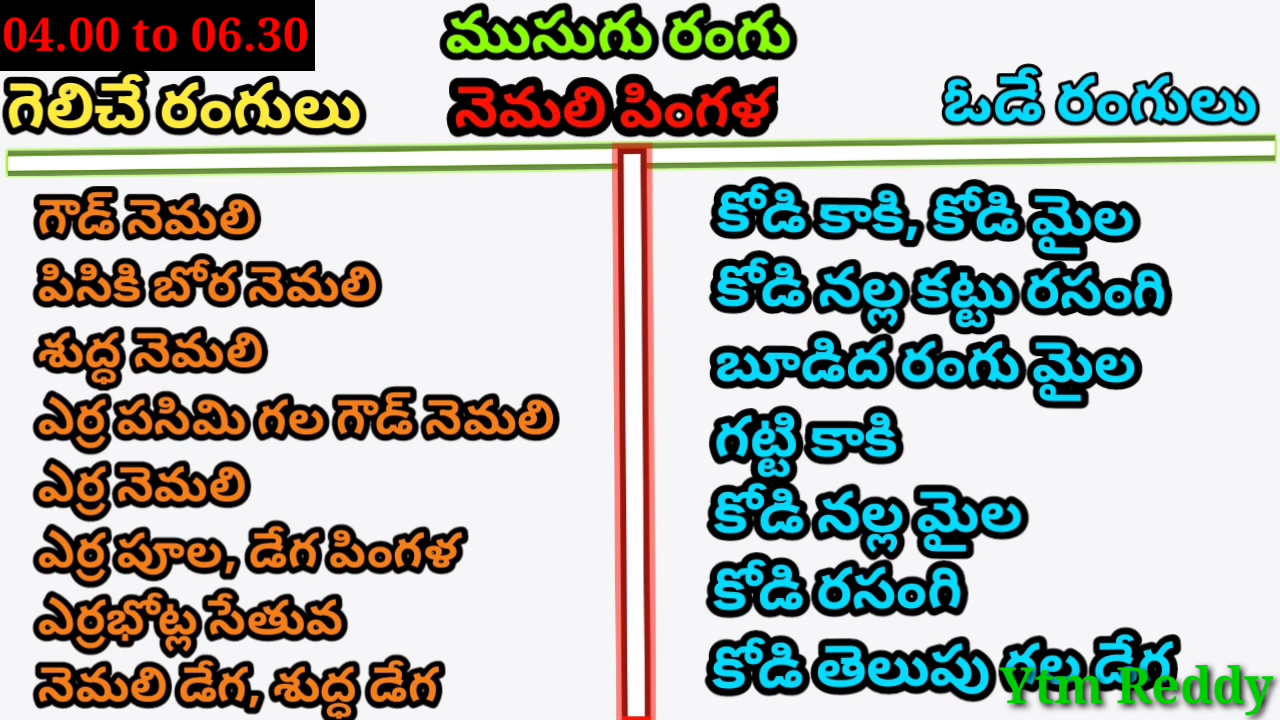 04.00 to 06.30
ముసుగు రంగు
గెలిచే రంగులు
నెమలి పింగళ
ఓడే రంగులు
గౌడ్ నెమలి
పిసికి బోర నెమలి
శుద్ధ నెమలి
ఎర్ర పసిమి గల గౌడ్ నెమలి
ఎర్ర నెమలి
ఎర్ర పూల, డేగ పింగళ
ఎర్రభోట్ల సేతువ
నెమలి డేగ, శుద్ధ డేగ
కోడి కాకి, కోడి మైల
కోడి నల్ల కట్టు రసంగి
బూడిద రంగు మైల
గట్టి కాకి
కోడి నల్ల మైల
కోడి రసంగి
కోడి తెలుపు గల డేగ
Ytm Reddy